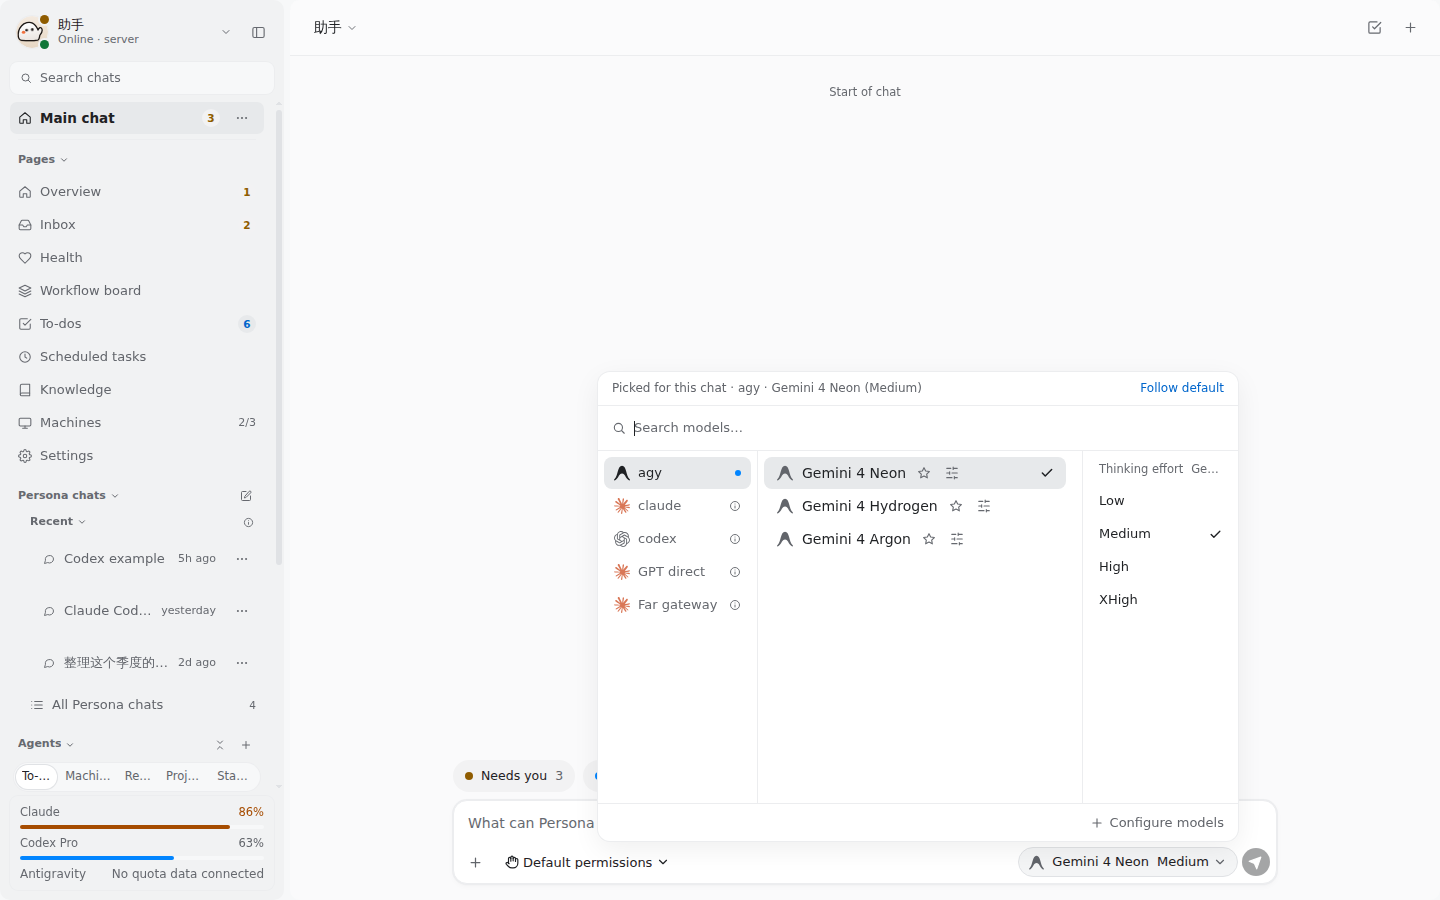 助手
Online · server
Search chats
Main chat 3
Pages
Overview 1
Inbox 2
Health
Workflow board
To-dos 6
Scheduled tasks
Knowledge
Machines 2/3
Settings
Persona chats
Recent
Codex example 5h ago
Claude Cod... yesterday
整理这个季度的... 2d ago
All Persona chats 4
Agents
To-... Machi... Re... Proj... Sta...
Claude 86%
Codex Pro 63%
Antigravity No quota data connected
助手
Start of chat
Picked for this chat · agy · Gemini 4 Neon (Medium) Follow default
Search models...
agy
claude
codex
GPT direct
Far gateway
Gemini 4 Neon
Gemini 4 Hydrogen
Gemini 4 Argon
Thinking effort Ge...
Low
Medium
High
XHigh
Configure models
Needs you 3
What can Persona
Default permissions
Gemini 4 Neon Medium